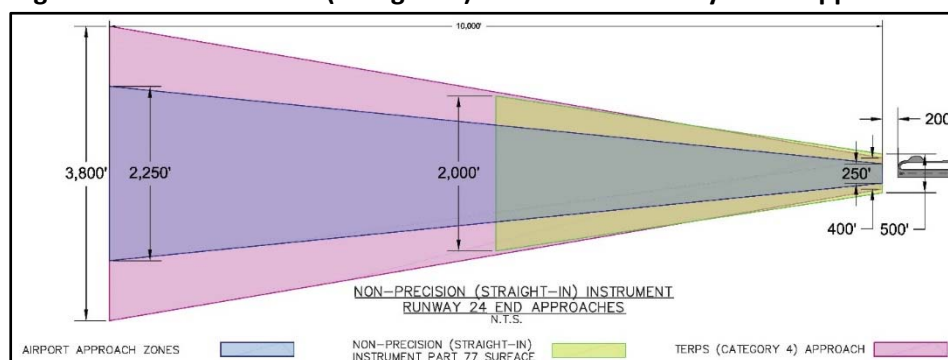 10,000'
200'
3,800'
2,250'
2,000'
250'
400'
500'
NON-PRECISION (STRAIGHT-IN) INSTRUMENT
RUNWAY 24 END APPROACHES
N.T.S.
AIRPORT APPROACH ZONES
NON-PRECISION (STRAIGHT-IN)
INSTRUMENT PART 77 SURFACE
TERPS (CATEGORY 4) APPROACH